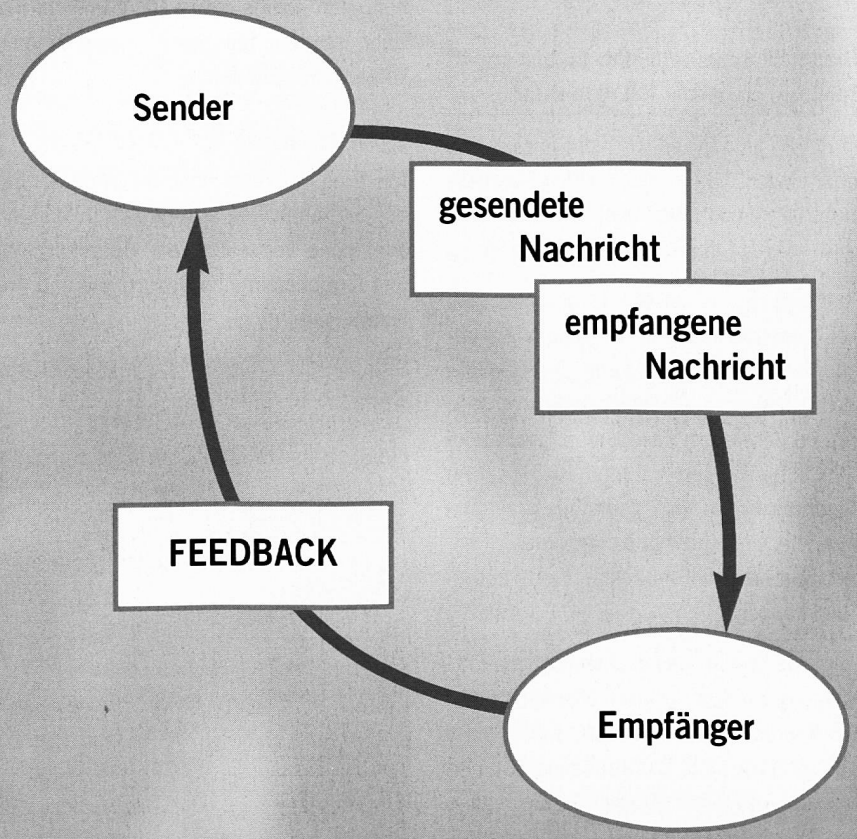 Sender
gesendete
Nachricht
empfangene
Nachricht
FEEDBACK
Empfänger